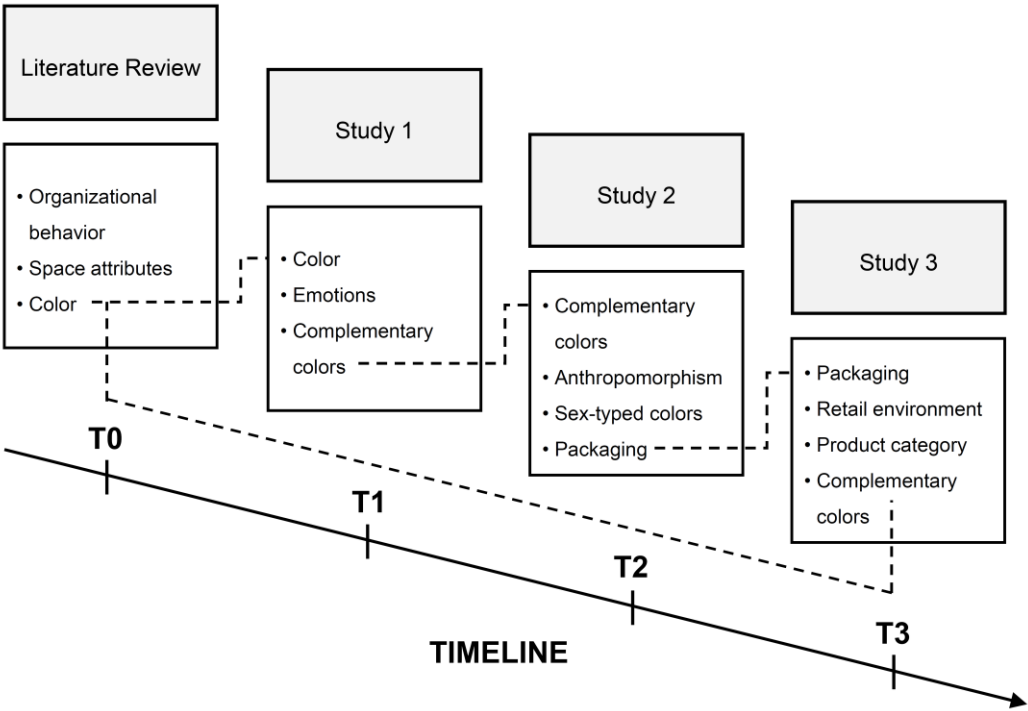 Literature Review
• Organizational
behavior
• Space attributes
• Color
Study 1
• Color
• Emotions
• Complementary
colors
Study 2
• Complementary
colors
• Anthropomorphism
• Sex-typed colors
• Packaging
Study 3
• Packaging
• Retail environment
• Product category
• Complementary
colors
T0
T1
T2
T3
TIMELINE